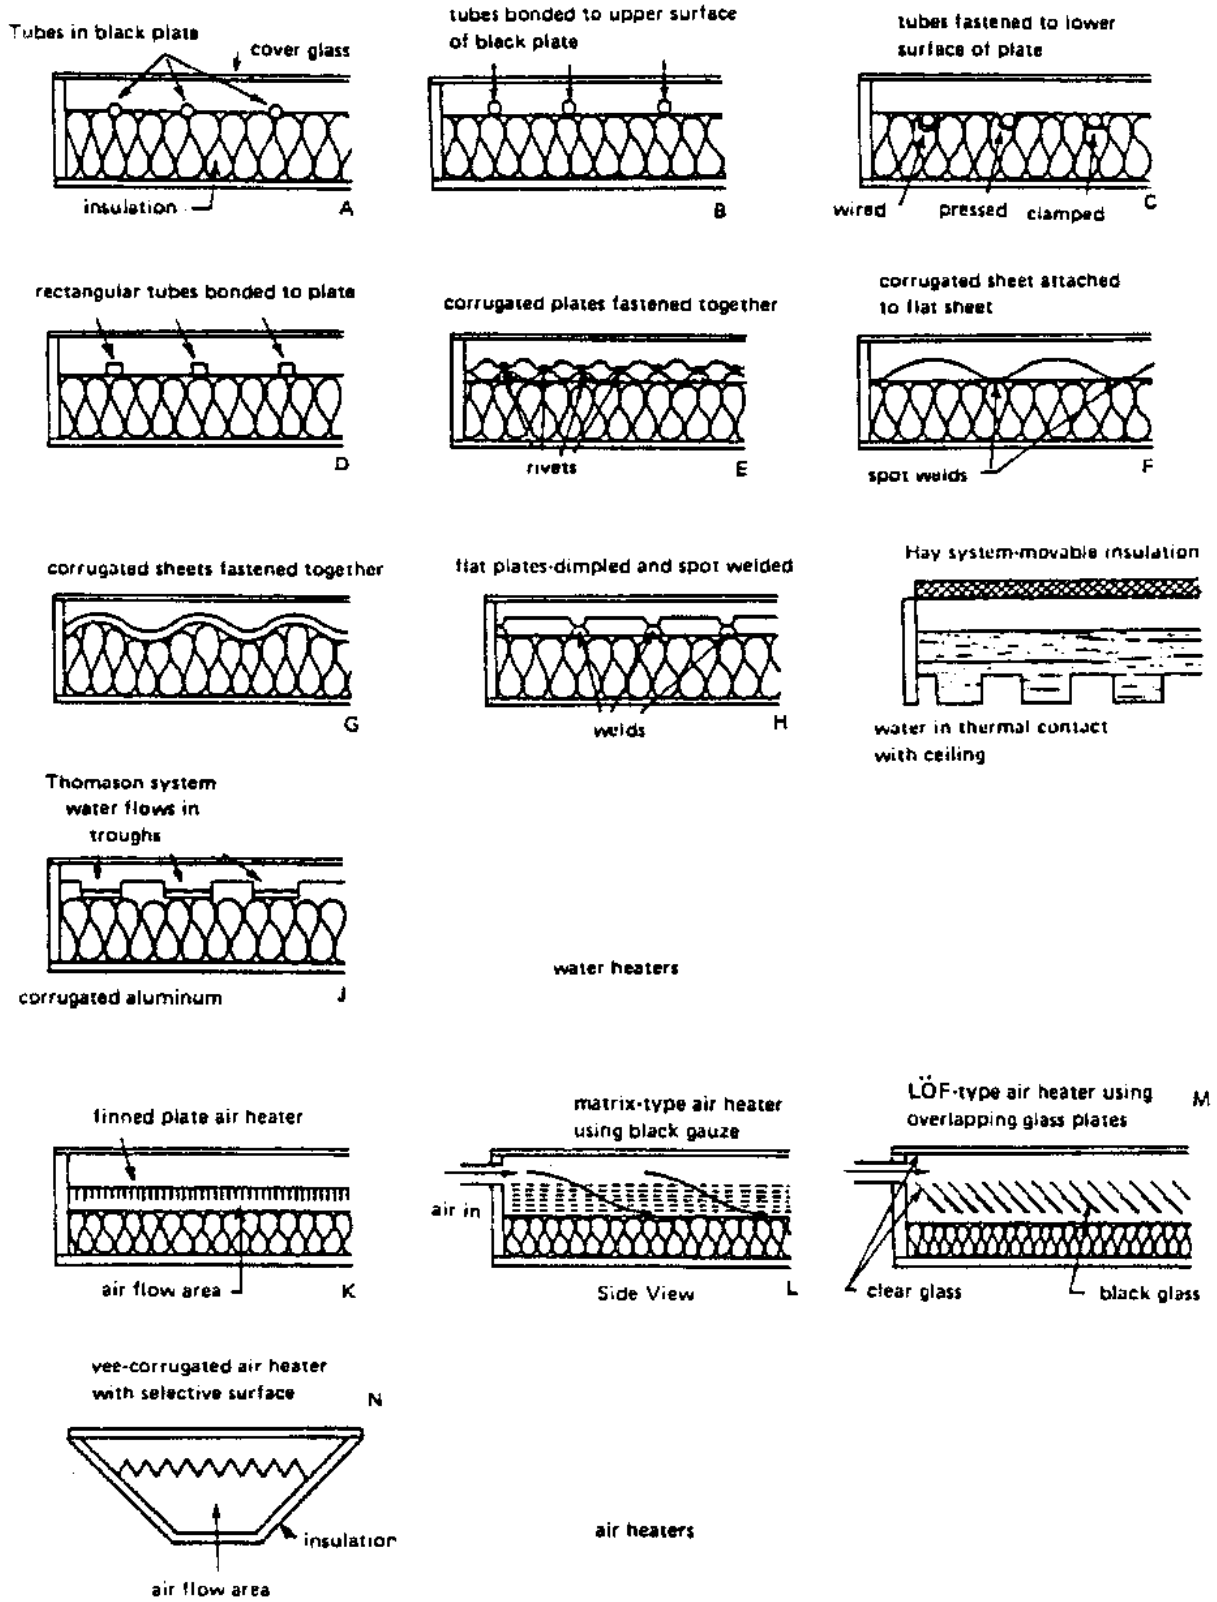 Tubes in black plate
cover glass
insulation
A
tubes bonded to upper surface
of black plate
B
tubes fastened to lower
surface of plate
wired
pressed
clamped
C
rectangular tubes bonded to plate
D
corrugated plates fastened together
rivets
E
corrugated sheet attached
to flat sheet
spot welds
F
corrugated sheets fastened together
G
flat plates-dimpled and spot welded
welds
H
Hay system-movable insulation
water in thermal contact
with ceiling
Thomason system
water flows in
troughs
corrugated aluminum
J
water heaters
finned plate air heater
air flow area
K
matrix-type air heater
using black gauze
air in
Side View
L
LÖF-type air heater using
overlapping glass plates
M
clear glass
black glass
vee-corrugated air heater
with selective surface
N
insulation
air flow area
air heaters